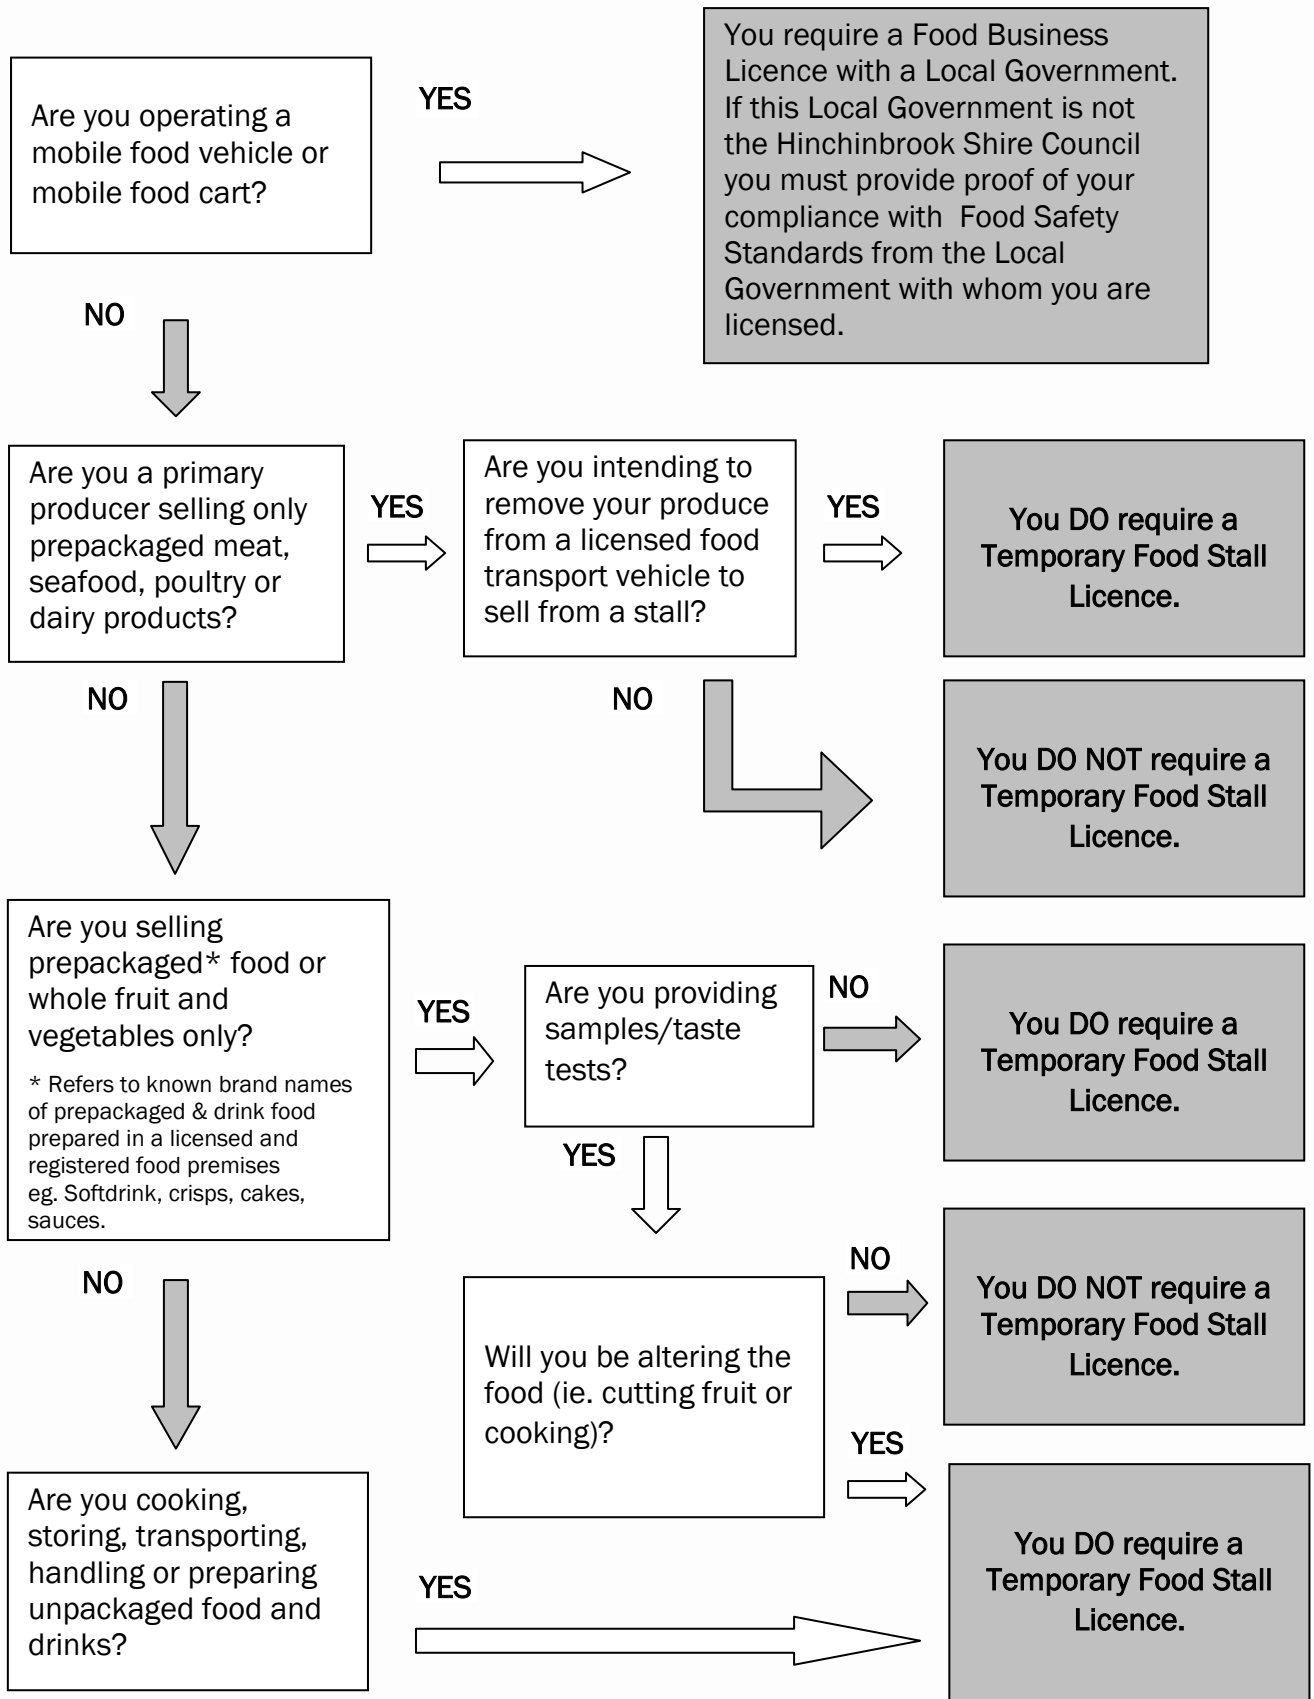 Are you operating a
mobile food vehicle or
mobile food cart?
YES
You require a Food Business
Licence with a Local Government.
If this Local Government is not
the Hinchinbrook Shire Council
you must provide proof of your
compliance with  Food Safety
Standards from the Local
Government with whom you are
licensed.
NO
Are you a primary
producer selling only
prepackaged meat,
seafood, poultry or
dairy products?
YES
Are you intending to
remove your produce
from a licensed food
transport vehicle to
sell from a stall?
YES
You DO require a
Temporary Food Stall
Licence.
NO
NO
You DO NOT require a
Temporary Food Stall
Licence.
Are you selling
prepackaged* food or
whole fruit and
vegetables only?
* Refers to known brand names
of prepackaged & drink food
prepared in a licensed and
registered food premises
eg. Softdrink, crisps, cakes,
sauces.
YES
Are you providing
samples/taste
tests?
NO
You DO require a
Temporary Food Stall
Licence.
YES
NO
Will you be altering the
food (ie. cutting fruit or
cooking)?
NO
You DO NOT require a
Temporary Food Stall
Licence.
YES
You DO require a
Temporary Food Stall
Licence.
Are you cooking,
storing, transporting,
handling or preparing
unpackaged food and
drinks?
YES